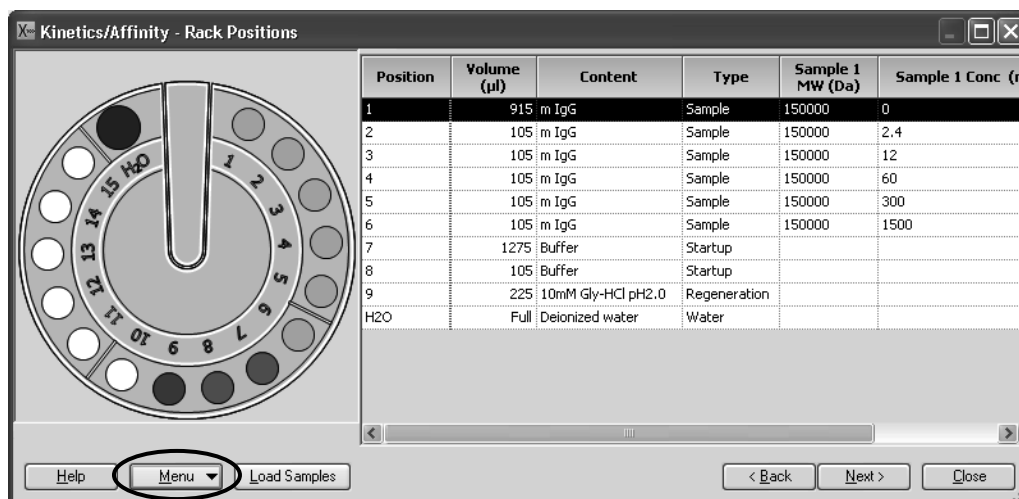 Kinetics/Affinity - Rack Positions
Position Volume (µl) Content Type Sample 1 MW (Da) Sample 1 Conc (
1 915 m IgG Sample 150000 0
2 105 m IgG Sample 150000 2.4
3 105 m IgG Sample 150000 12
4 105 m IgG Sample 150000 60
5 105 m IgG Sample 150000 300
6 105 m IgG Sample 150000 1500
7 1275 Buffer Startup
8 105 Buffer Startup
9 225 10mM Gly-HCl pH2.0 Regeneration
H2O Full Deionized water Water
1
2
3
4
5
6
7
8
9
10
11
12
13
14
15
H₂O
Help Menu Load Samples < Back Next > Close